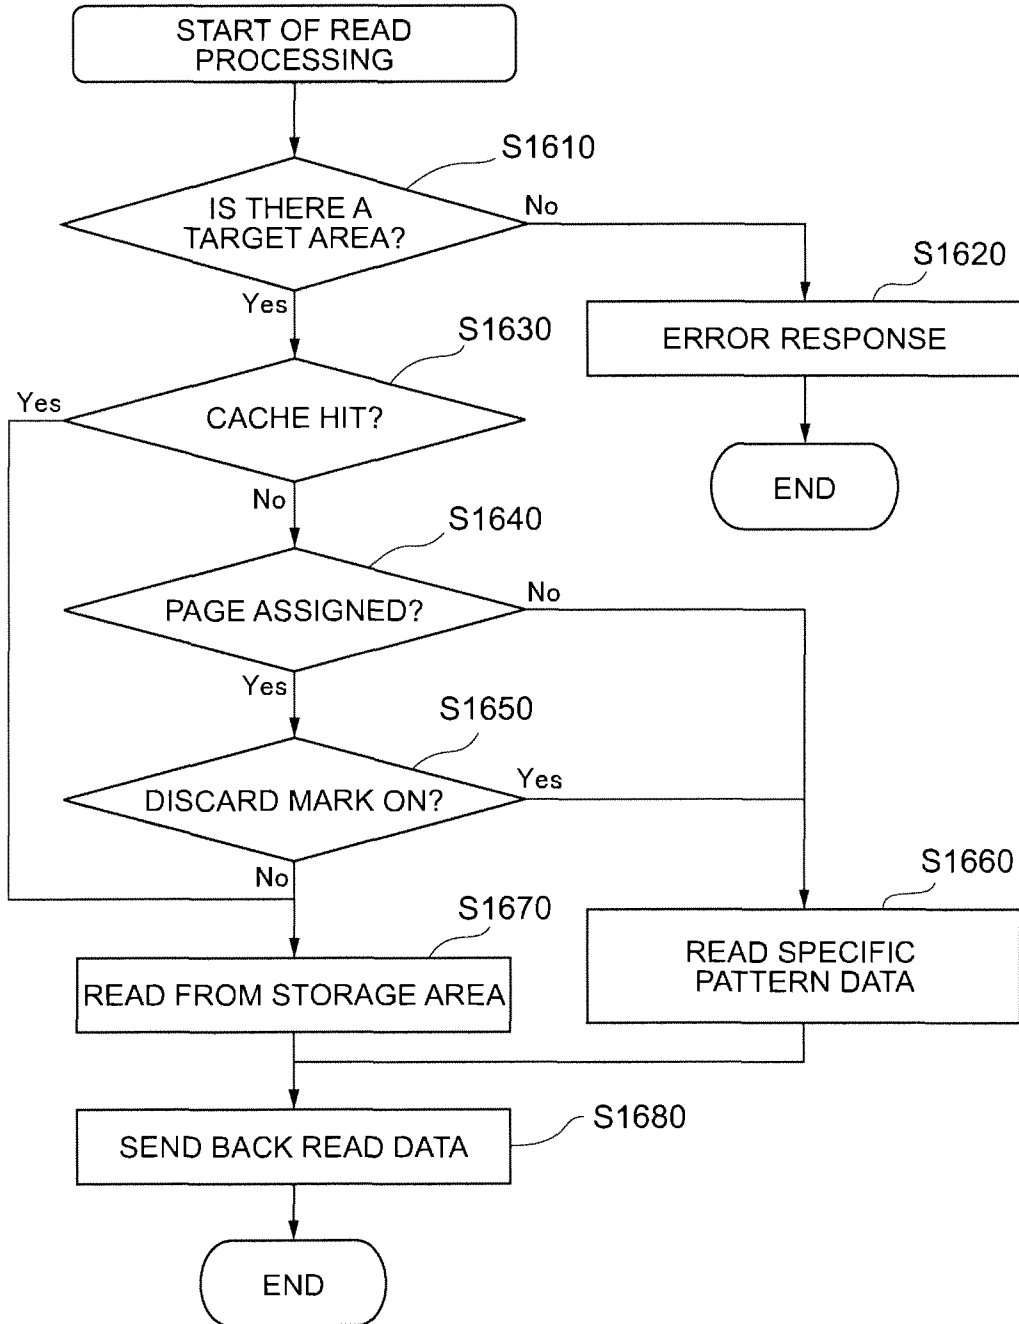 START OF READ
PROCESSING
S1610
IS THERE A
TARGET AREA?
No
Yes
S1620
ERROR RESPONSE
END
S1630
Yes
CACHE HIT?
No
S1640
PAGE ASSIGNED?
No
Yes
S1650
DISCARD MARK ON?
Yes
No
S1660
READ SPECIFIC
PATTERN DATA
S1670
READ FROM STORAGE AREA
S1680
SEND BACK READ DATA
END